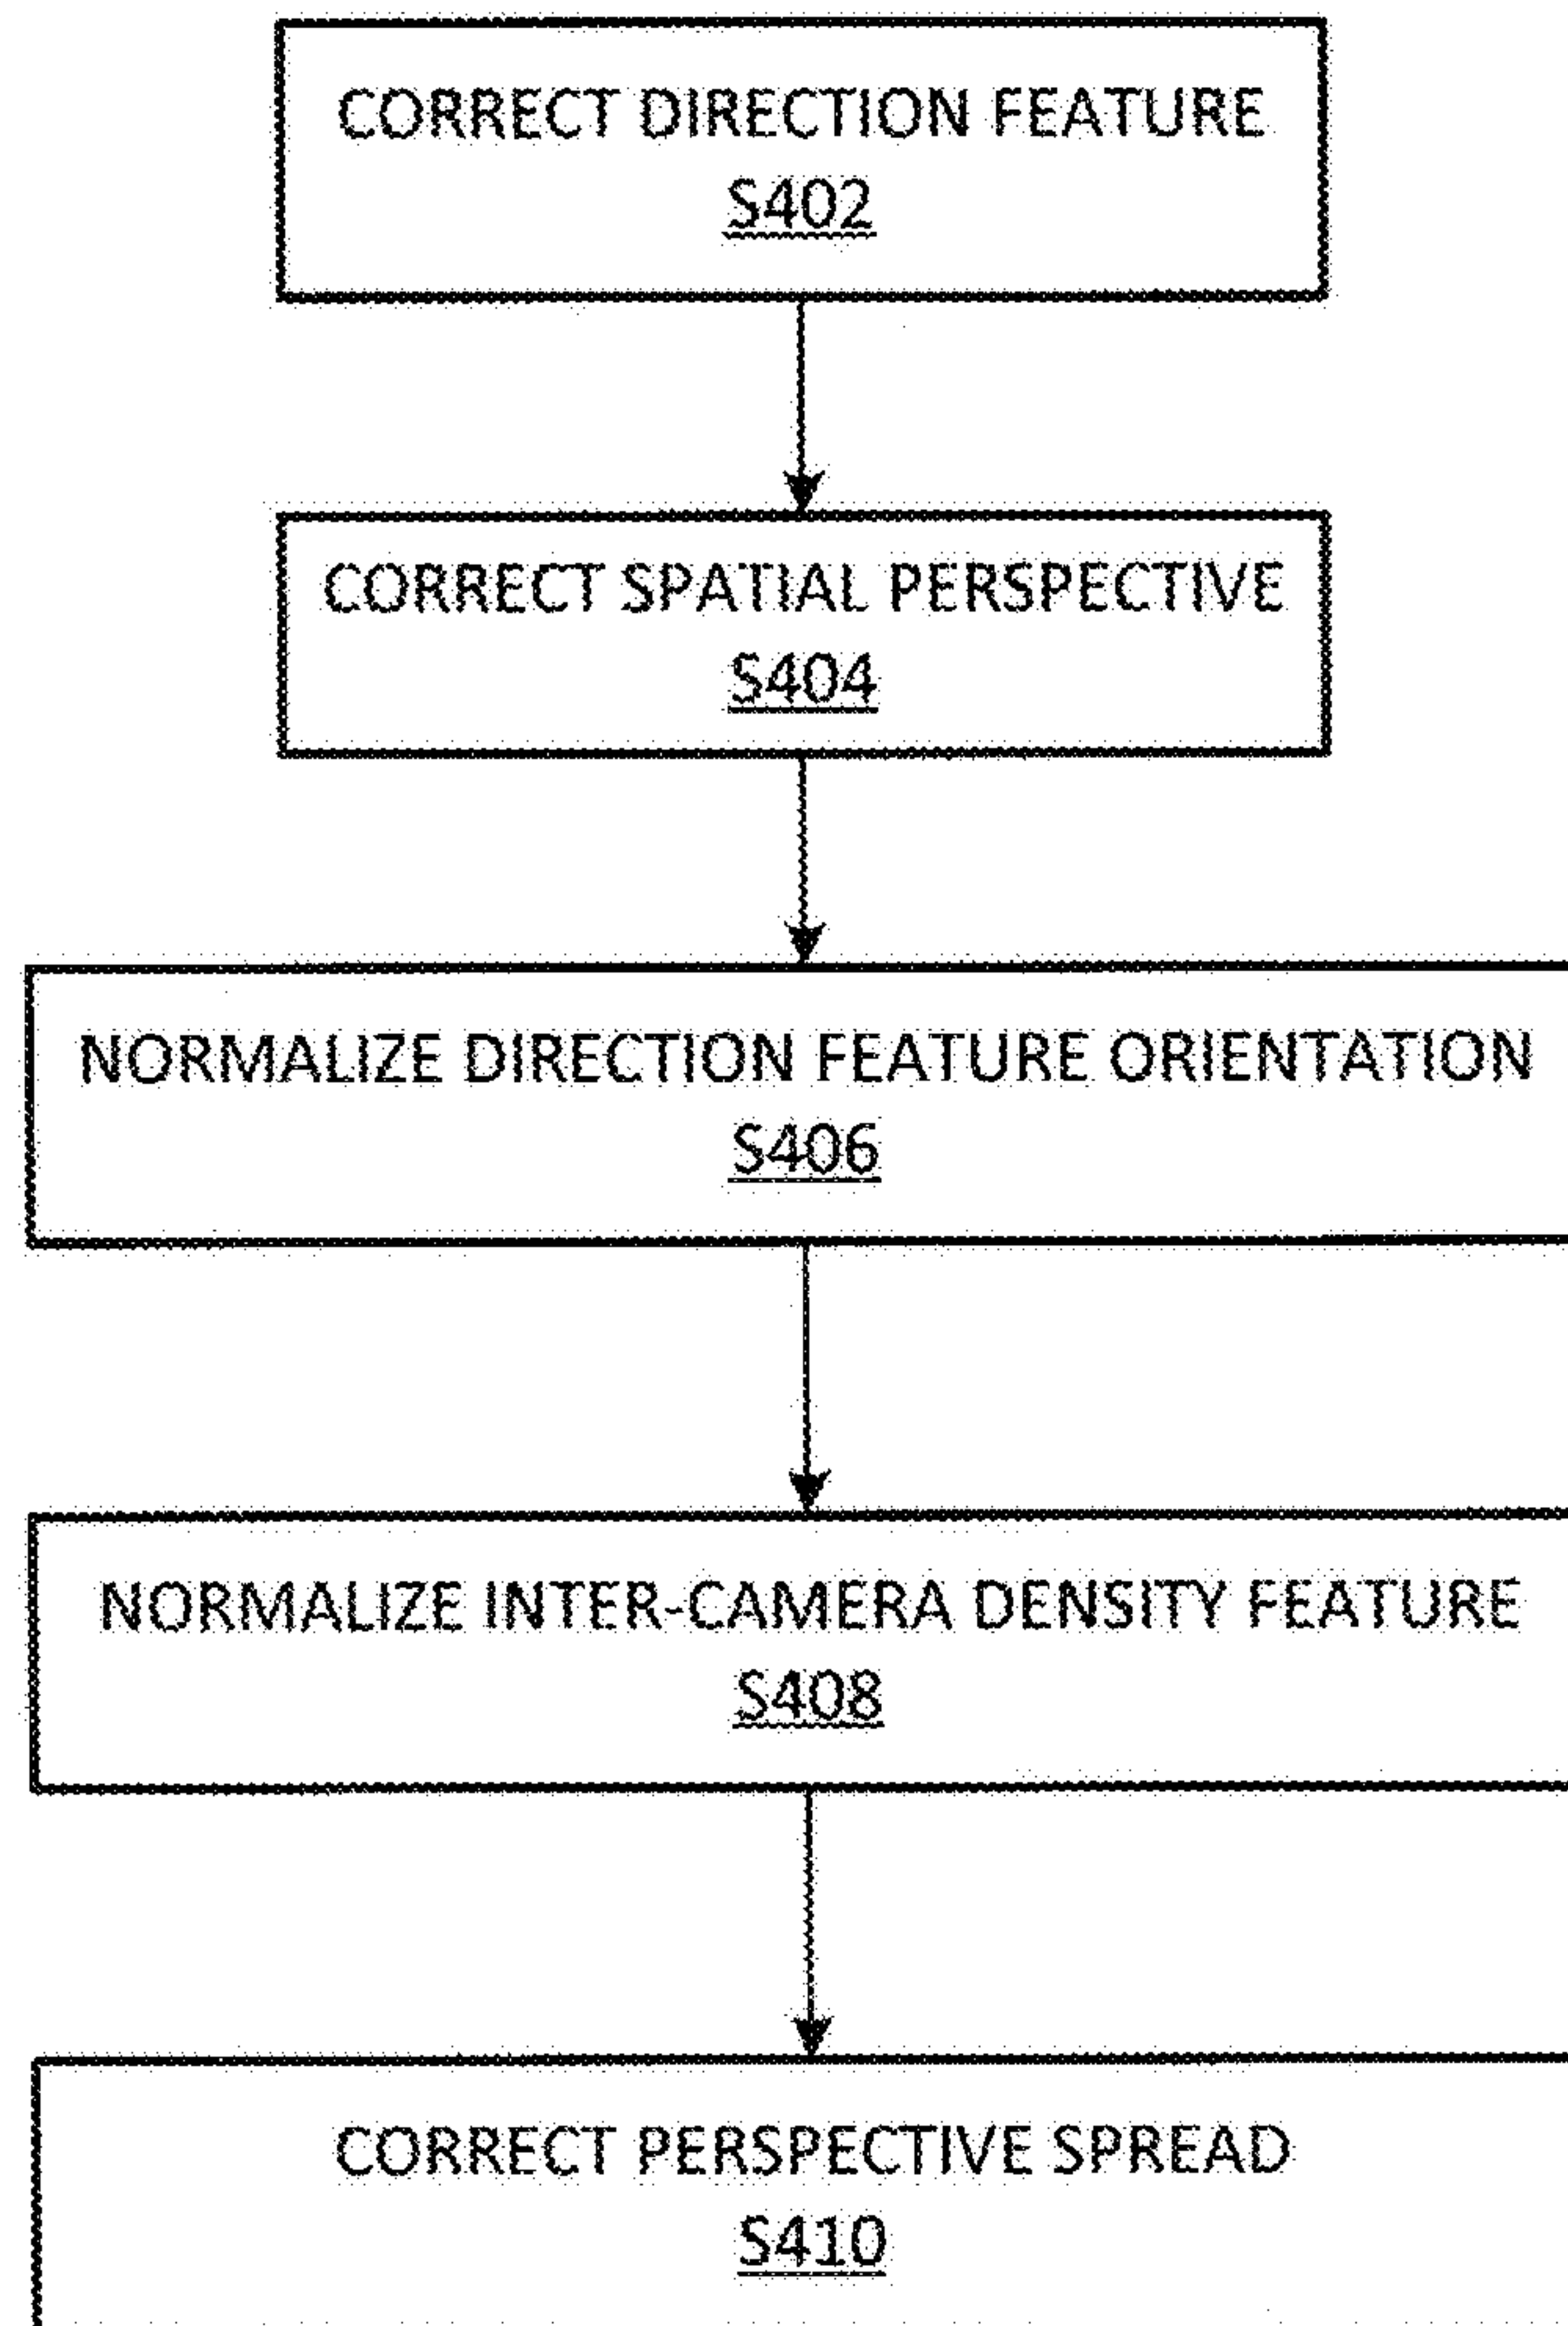 CORRECT DIRECTION FEATURE
S402
CORRECT SPATIAL PERSPECTIVE
S404
NORMALIZE DIRECTION FEATURE ORIENTATION
S406
NORMALIZE INTER-CAMERA DENSITY FEATURE
S408
CORRECT PERSPECTIVE SPREAD
S410